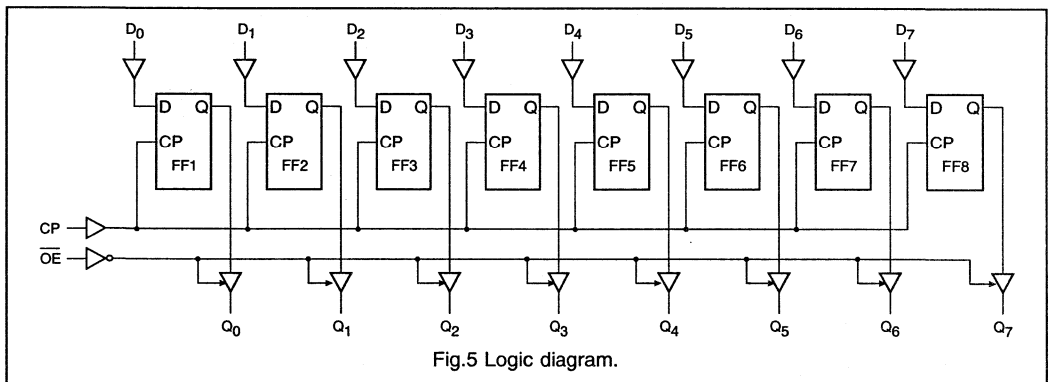 D0 D1 D2 D3 D4 D5 D6 D7
D Q D Q D Q D Q D Q D Q D Q D Q
CP CP CP CP CP CP CP CP
FF1 FF2 FF3 FF4 FF5 FF6 FF7 FF8
CP
OE
Q0 Q1 Q2 Q3 Q4 Q5 Q6 Q7
Fig.5 Logic diagram.